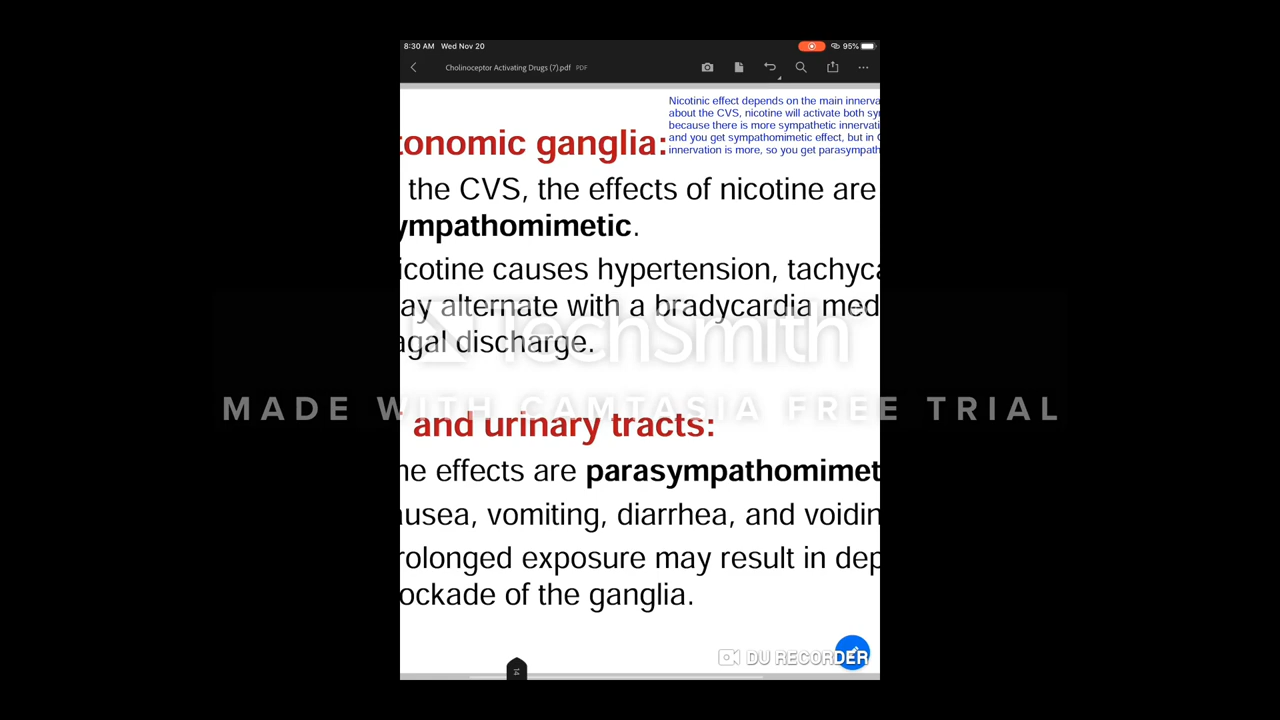 8:30 AM Wed Nov 20
95%
Cholinoceptor Activating Drugs (7).pdf PDF
Nicotinic effect depends on the main innerva
about the CVS, nicotine will activate both sy
because there is more sympathetic innervati
and you get sympathomimetic effect, but in
innervation is more, so you get parasympath
tonomic ganglia:
the CVS, the effects of nicotine are
ympathomimetic.
icotine causes hypertension, tachyca
ay alternate with a bradycardia med
agal discharge.
TechSmith
MADE WITH CAMTASIA FREE TRIAL
and urinary tracts:
he effects are parasympathomimet
ausea, vomiting, diarrhea, and voidin
rolonged exposure may result in dep
ockade of the ganglia.
DU RECORDER
14